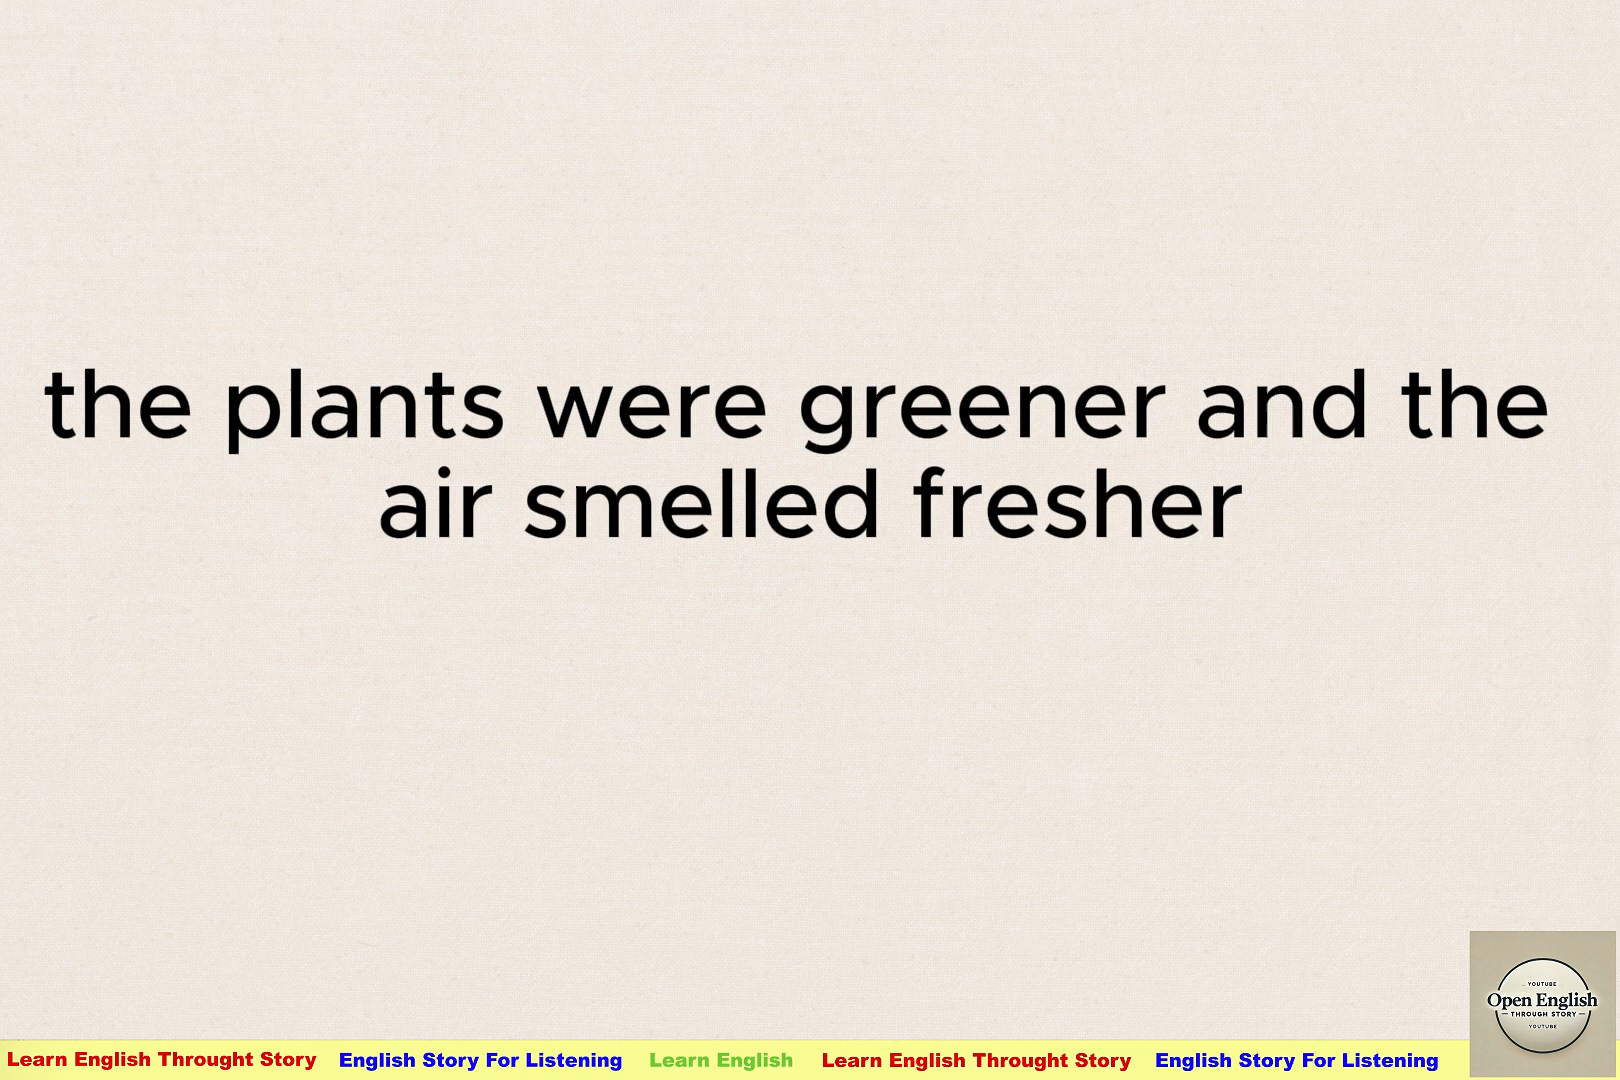 the plants were greener and the
air smelled fresher
YOUTUBE
Open English
THROUGH STORY
YOUTUBE
Learn English Throught Story English Story For Listening Learn English Learn English Throught Story English Story For Listening